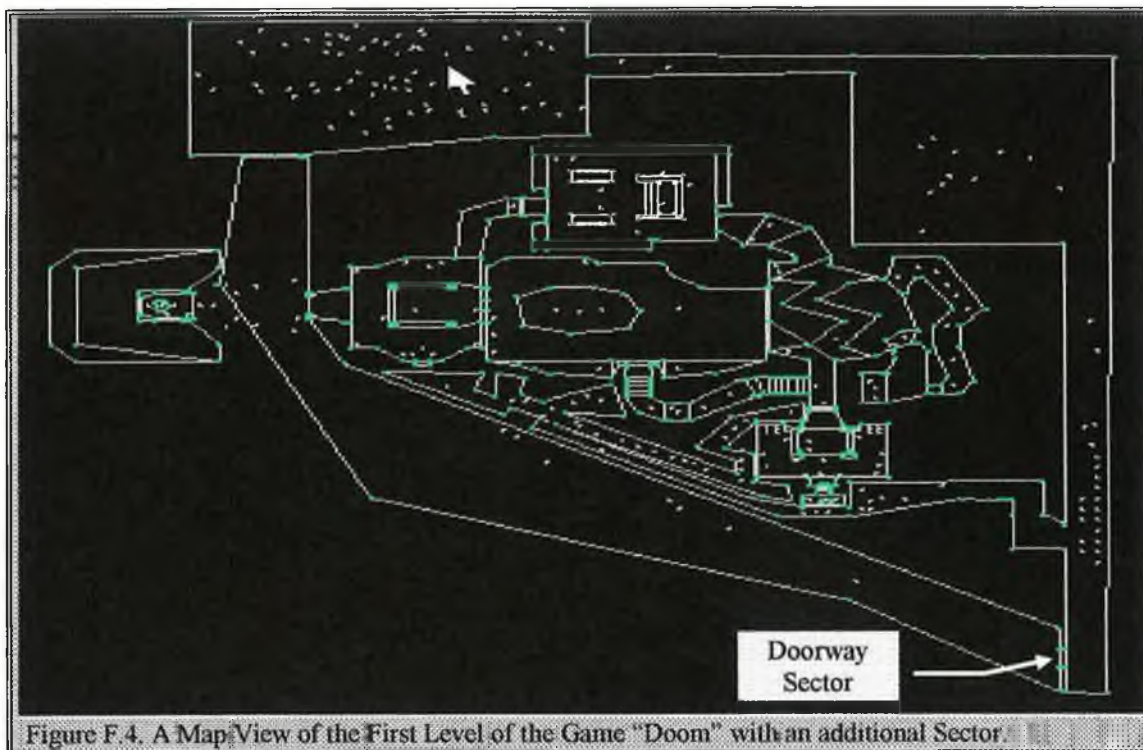 Doorway
Sector
Figure F.4. A Map View of the First Level of the Game "Doom" with an additional Sector.